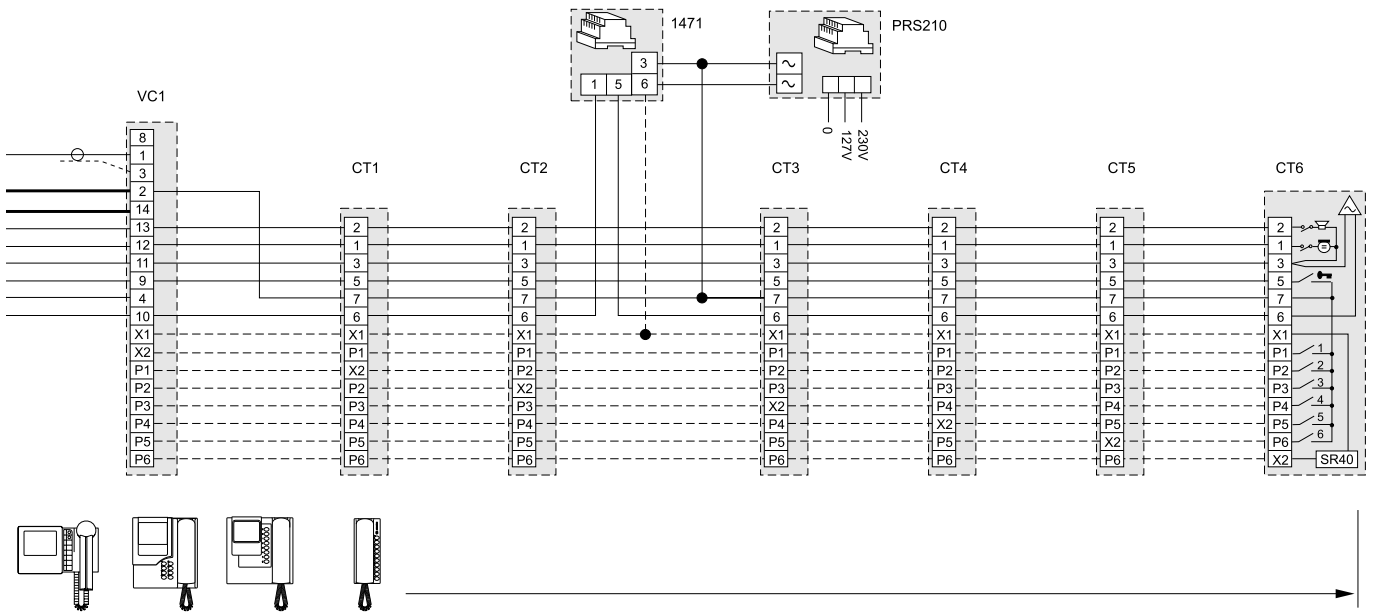 1471
PRS210
3
1 5 6
~
~
0 127V 230V
VC1
CT1 CT2 CT3 CT4 CT5 CT6
8
1
3
2
14
13 2 2 2 2 2 2
12 1 1 1 1 1 1
11 3 3 3 3 3 3
9 5 5 5 5 5 5
4 7 7 7 7 7 7
10 6 6 6 6 6 6
X1 X1 X1 X1 X1 X1 X1
X2 P1 P1 P1 P1 P1 P1 1
P1 X2 P2 P2 P2 P2 P2 2
P2 P2 X2 P3 P3 P3 P3 3
P3 P3 P3 X2 P4 P4 P4 4
P4 P4 P4 P4 X2 P5 P5 5
P5 P5 P5 P5 P5 X2 P6 6
P6 P6 P6 P6 P6 P6 X2 SR40